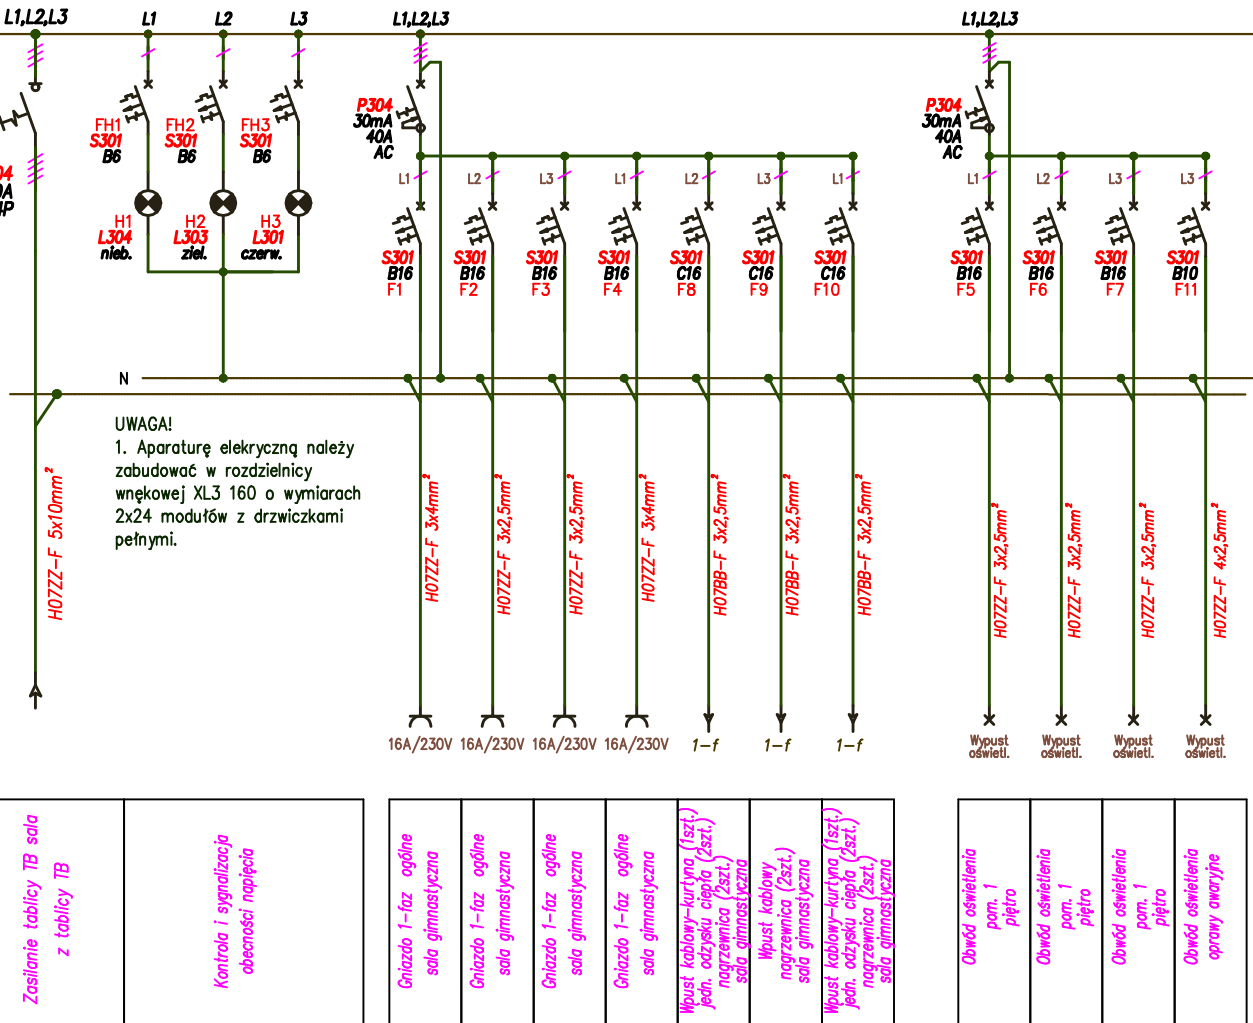 L1,L2,L3
L1
L2
L3
L1,L2,L3
L1,L2,L3
FH1
S301
B6
FH2
S301
B6
FH3
S301
B6
H1
L304
nieb.
H2
L303
ziel.
H3
L301
czerw.
P304
30mA
40A
AC
P304
30mA
40A
AC
L1
L2
L3
L1
L2
L3
L1
L1
L2
L3
L3
S301
B16
F1
S301
B16
F2
S301
B16
F3
S301
B16
F4
S301
C16
F8
S301
C16
F9
S301
C16
F10
S301
B16
F5
S301
B16
F6
S301
B16
F7
S301
B10
F11
N
UWAGA!
1. Aparaturę elekryczną należy
zabudować w rozdzielnicy
wnękowej XL3 160 o wymiarach
2x24 modułów z drzwiczkami
pełnymi.
H07ZZ-F 5x10mm²
H07ZZ-F 3x4mm²
H07ZZ-F 3x2,5mm²
H07ZZ-F 3x2,5mm²
H07ZZ-F 3x4mm²
H07BB-F 3x2,5mm²
H07BB-F 3x2,5mm²
H07BB-F 3x2,5mm²
H07ZZ-F 3x2,5mm²
H07ZZ-F 3x2,5mm²
H07ZZ-F 3x2,5mm²
H07ZZ-F 4x2,5mm²
16A/230V
16A/230V
16A/230V
16A/230V
1-f
1-f
1-f
Wypust
oświetl.
Wypust
oświetl.
Wypust
oświetl.
Wypust
oświetl.
Zasilanie tablicy TB sala
z tablicy TB
Kontrola i sygnalizacja
obecności napięcia
Gniazdo 1-faz ogólne
sala gimnastyczna
Gniazdo 1-faz ogólne
sala gimnastyczna
Gniazdo 1-faz ogólne
sala gimnastyczna
Gniazdo 1-faz ogólne
sala gimnastyczna
Wpust kablowy-kurtyna (1szt.)
jedn. odzysku ciepła (2szt.)
nagrzewnica (2szt.)
sala gimnastyczna
Wpust kablowy
nagrzewnica (2szt.)
sala gimnastyczna
Wpust kablowy-kurtyna (1szt.)
jedn. odzysku ciepła (2szt.)
nagrzewnica (2szt.)
sala gimnastyczna
Obwód oświetlenia
pom. 1
piętro
Obwód oświetlenia
pom. 1
piętro
Obwód oświetlenia
pom. 1
piętro
Obwód oświetlenia
oprawy awaryjne